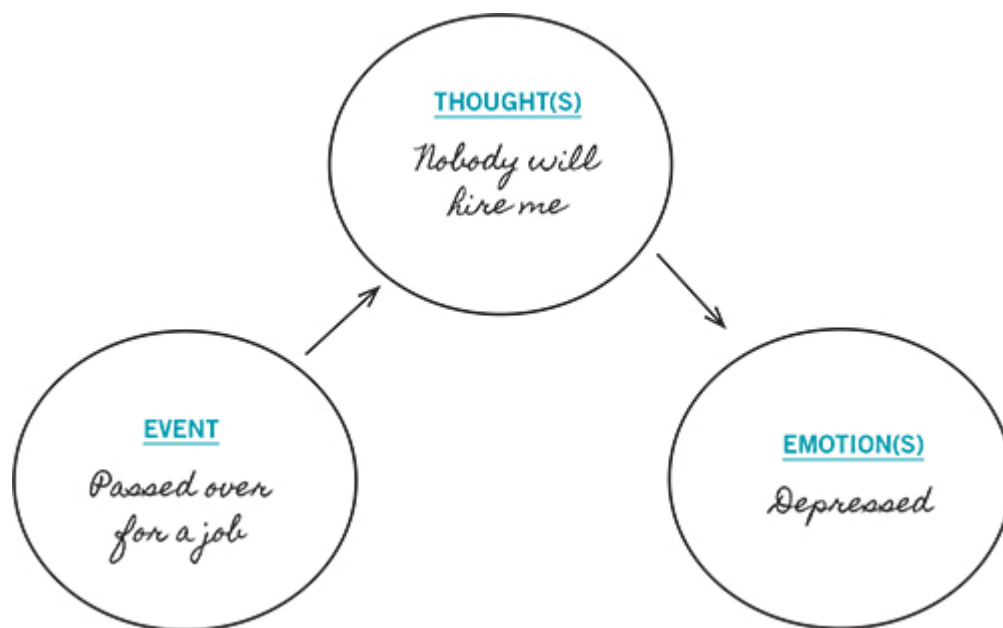 THOUGHT(S)
Nobody will
hire me
EVENT
Passed over
for a job
EMOTION(S)
Depressed